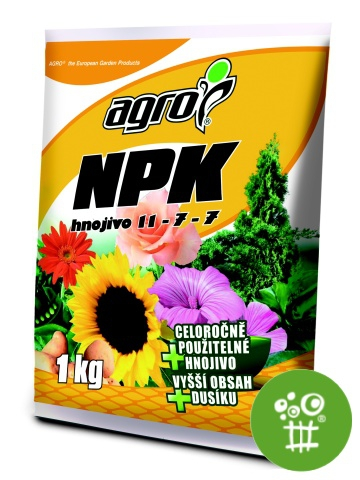 AGRO® the European Garden Products
agro®
NPK
hnojivo 11-7-7
CELOROČNĚ
+ POUŽITELNÉ
HNOJIVO
VYŠŠÍ OBSAH
+ DUSÍKU
1 kg
®